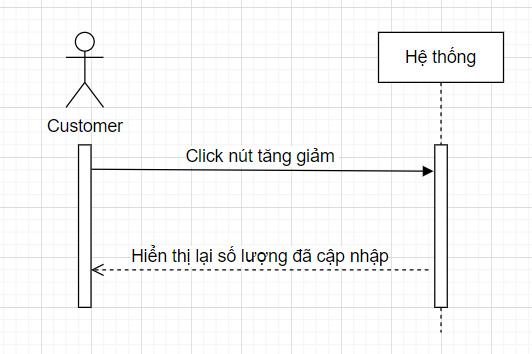 Hệ thống
Customer
Click nút tăng giảm
Hiển thị lại số lượng đã cập nhập